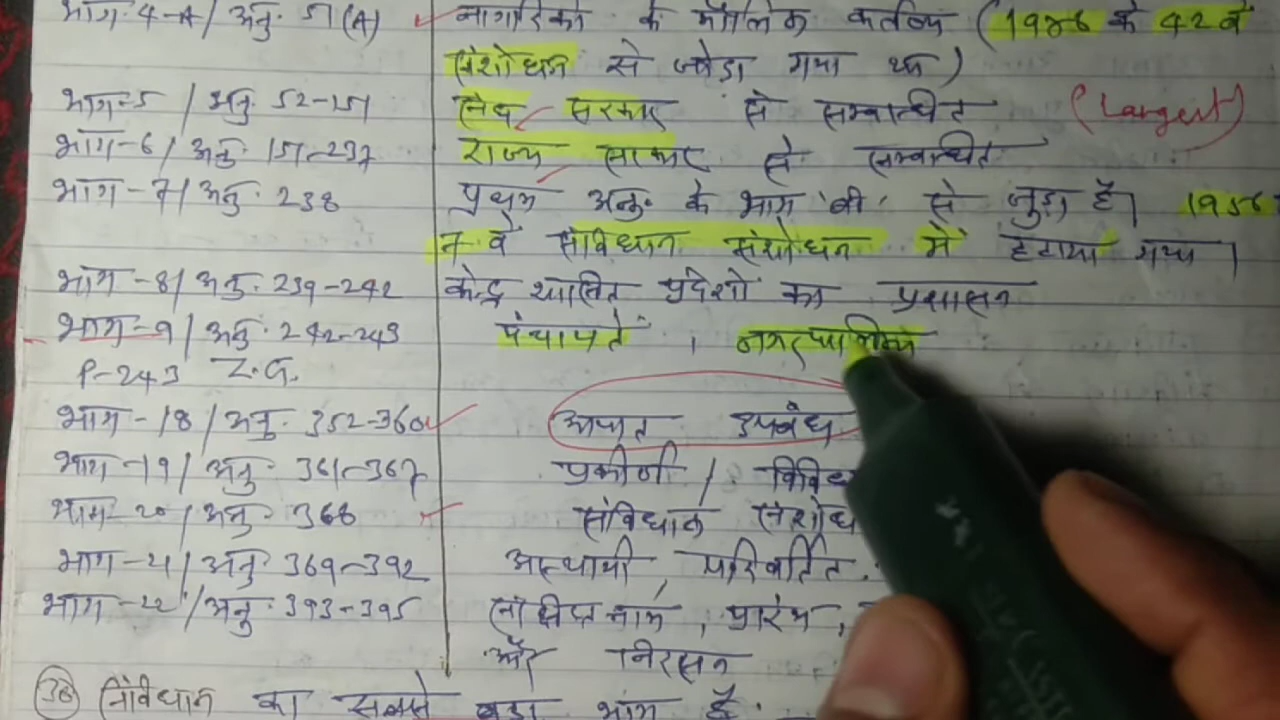 भाग-4-A/ अनु. 51(A) नागरिकों के मौलिक कर्तव्य (1976 के 42 वें
संशोधन से जोड़ा गया था)
भाग-5 / अनु. 52-151 संघ सरकार से सम्बन्धित (Largest)
भाग-6/ अनु. 151-237 राज्य सरकार से सम्बन्धित
भाग-7/अनु. 238 प्रथम अनु. के भाग 'बी' से जुड़ा है। 1956
7 वें संविधान संशोधन में हटाया गया।
भाग-8/ अनु. 239-242 केन्द्र शासित प्रदेशों का प्रशासन
भाग-9/ अनु. 242-243 पंचायतें, नगरपालिका
P-243 Z.G.
भाग-18/ अनु. 352-360 आपात उपबंध
भाग-19/ अनु. 361-367 प्रकीर्ण / विविध
भाग-20/ अनु. 368 संविधान संशोध
भाग-21/ अनु. 369-392 अस्थायी, परिवर्तित
भाग-22/ अनु. 393-395 संक्षिप्त नाम, प्रारंभ,
और निरसन
38 संविधान का सबसे बड़ा भाग है.